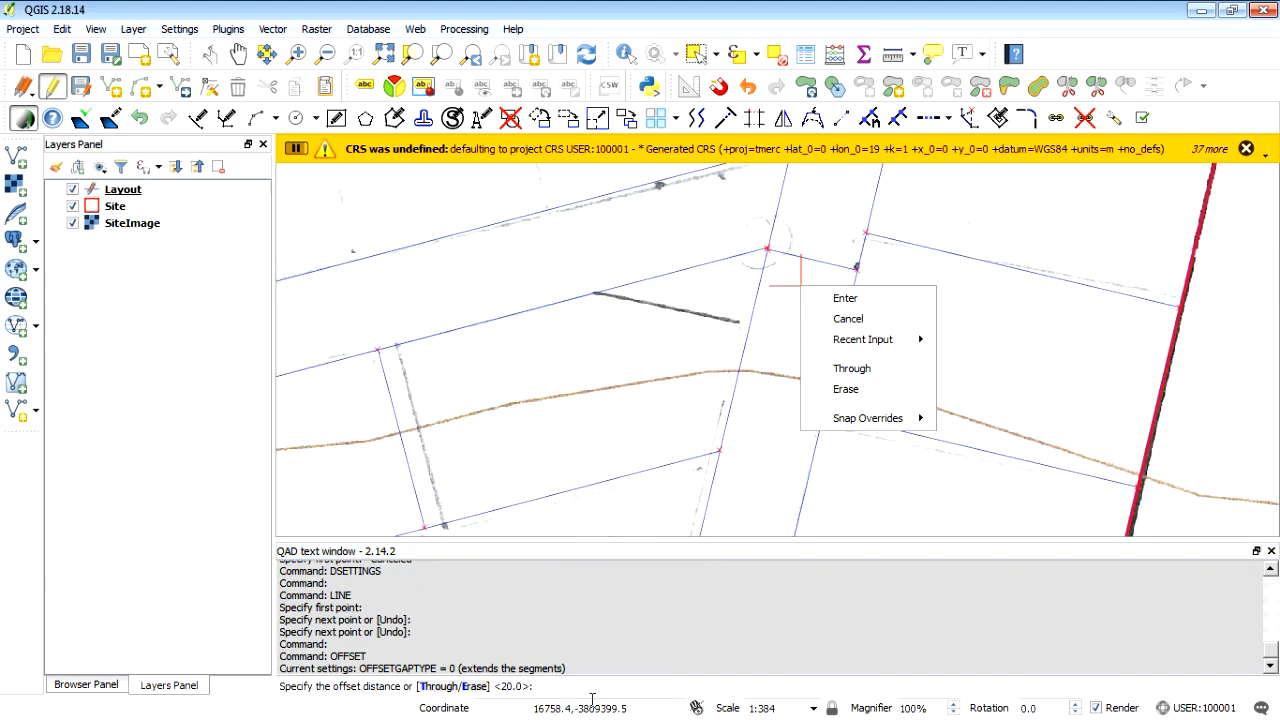 QGIS 2.18.14
Project Edit View Layer Settings Plugins Vector Raster Database Web Processing Help
CRS was undefined: defaulting to project CRS USER:100001 - * Generated CRS (+proj=tmerc +lat_0=0 +lon_0=19 +k=1 +x_0=0 +y_0=0 +datum=WGS84 +units=m +no_defs) 37 more
Layers Panel
Layout
Site
SiteImage
Enter
Cancel
Recent Input
Through
Erase
Snap Overrides
QAD text window - 2.14.2
Specify first point: *Canceled*
Command: DSETTINGS
Command:
Command: LINE
Specify first point:
Specify next point or [Undo]:
Specify next point or [Undo]:
Command:
Command: OFFSET
Current settings: OFFSETGAPTYPE = 0 (extends the segments)
Specify the offset distance or [Through/Erase] <20.0>:
Browser Panel Layers Panel
Coordinate 16758.4,-3809399.5 Scale 1:384 Magnifier 100% Rotation 0.0 Render USER:100001